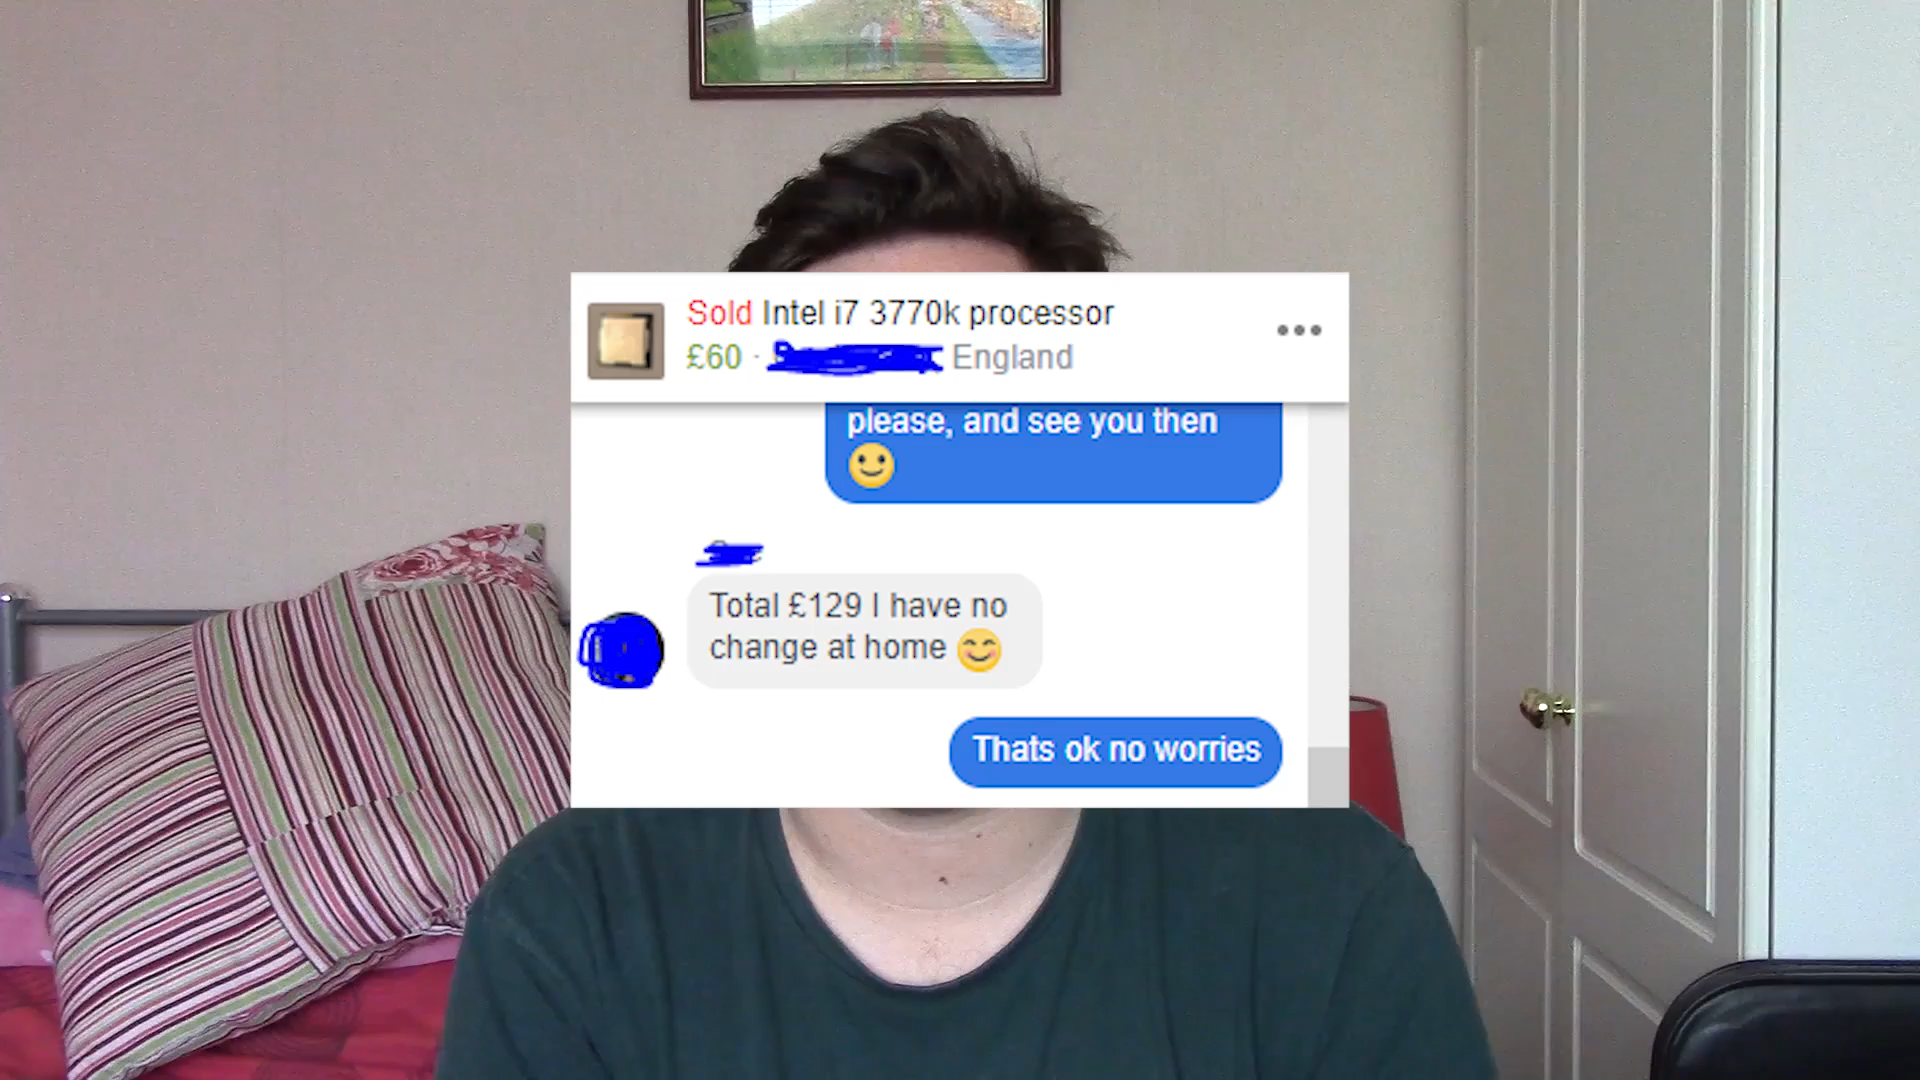 Sold Intel i7 3770k processor
£60 · England
please, and see you then
Total £129 I have no
change at home
Thats ok no worries